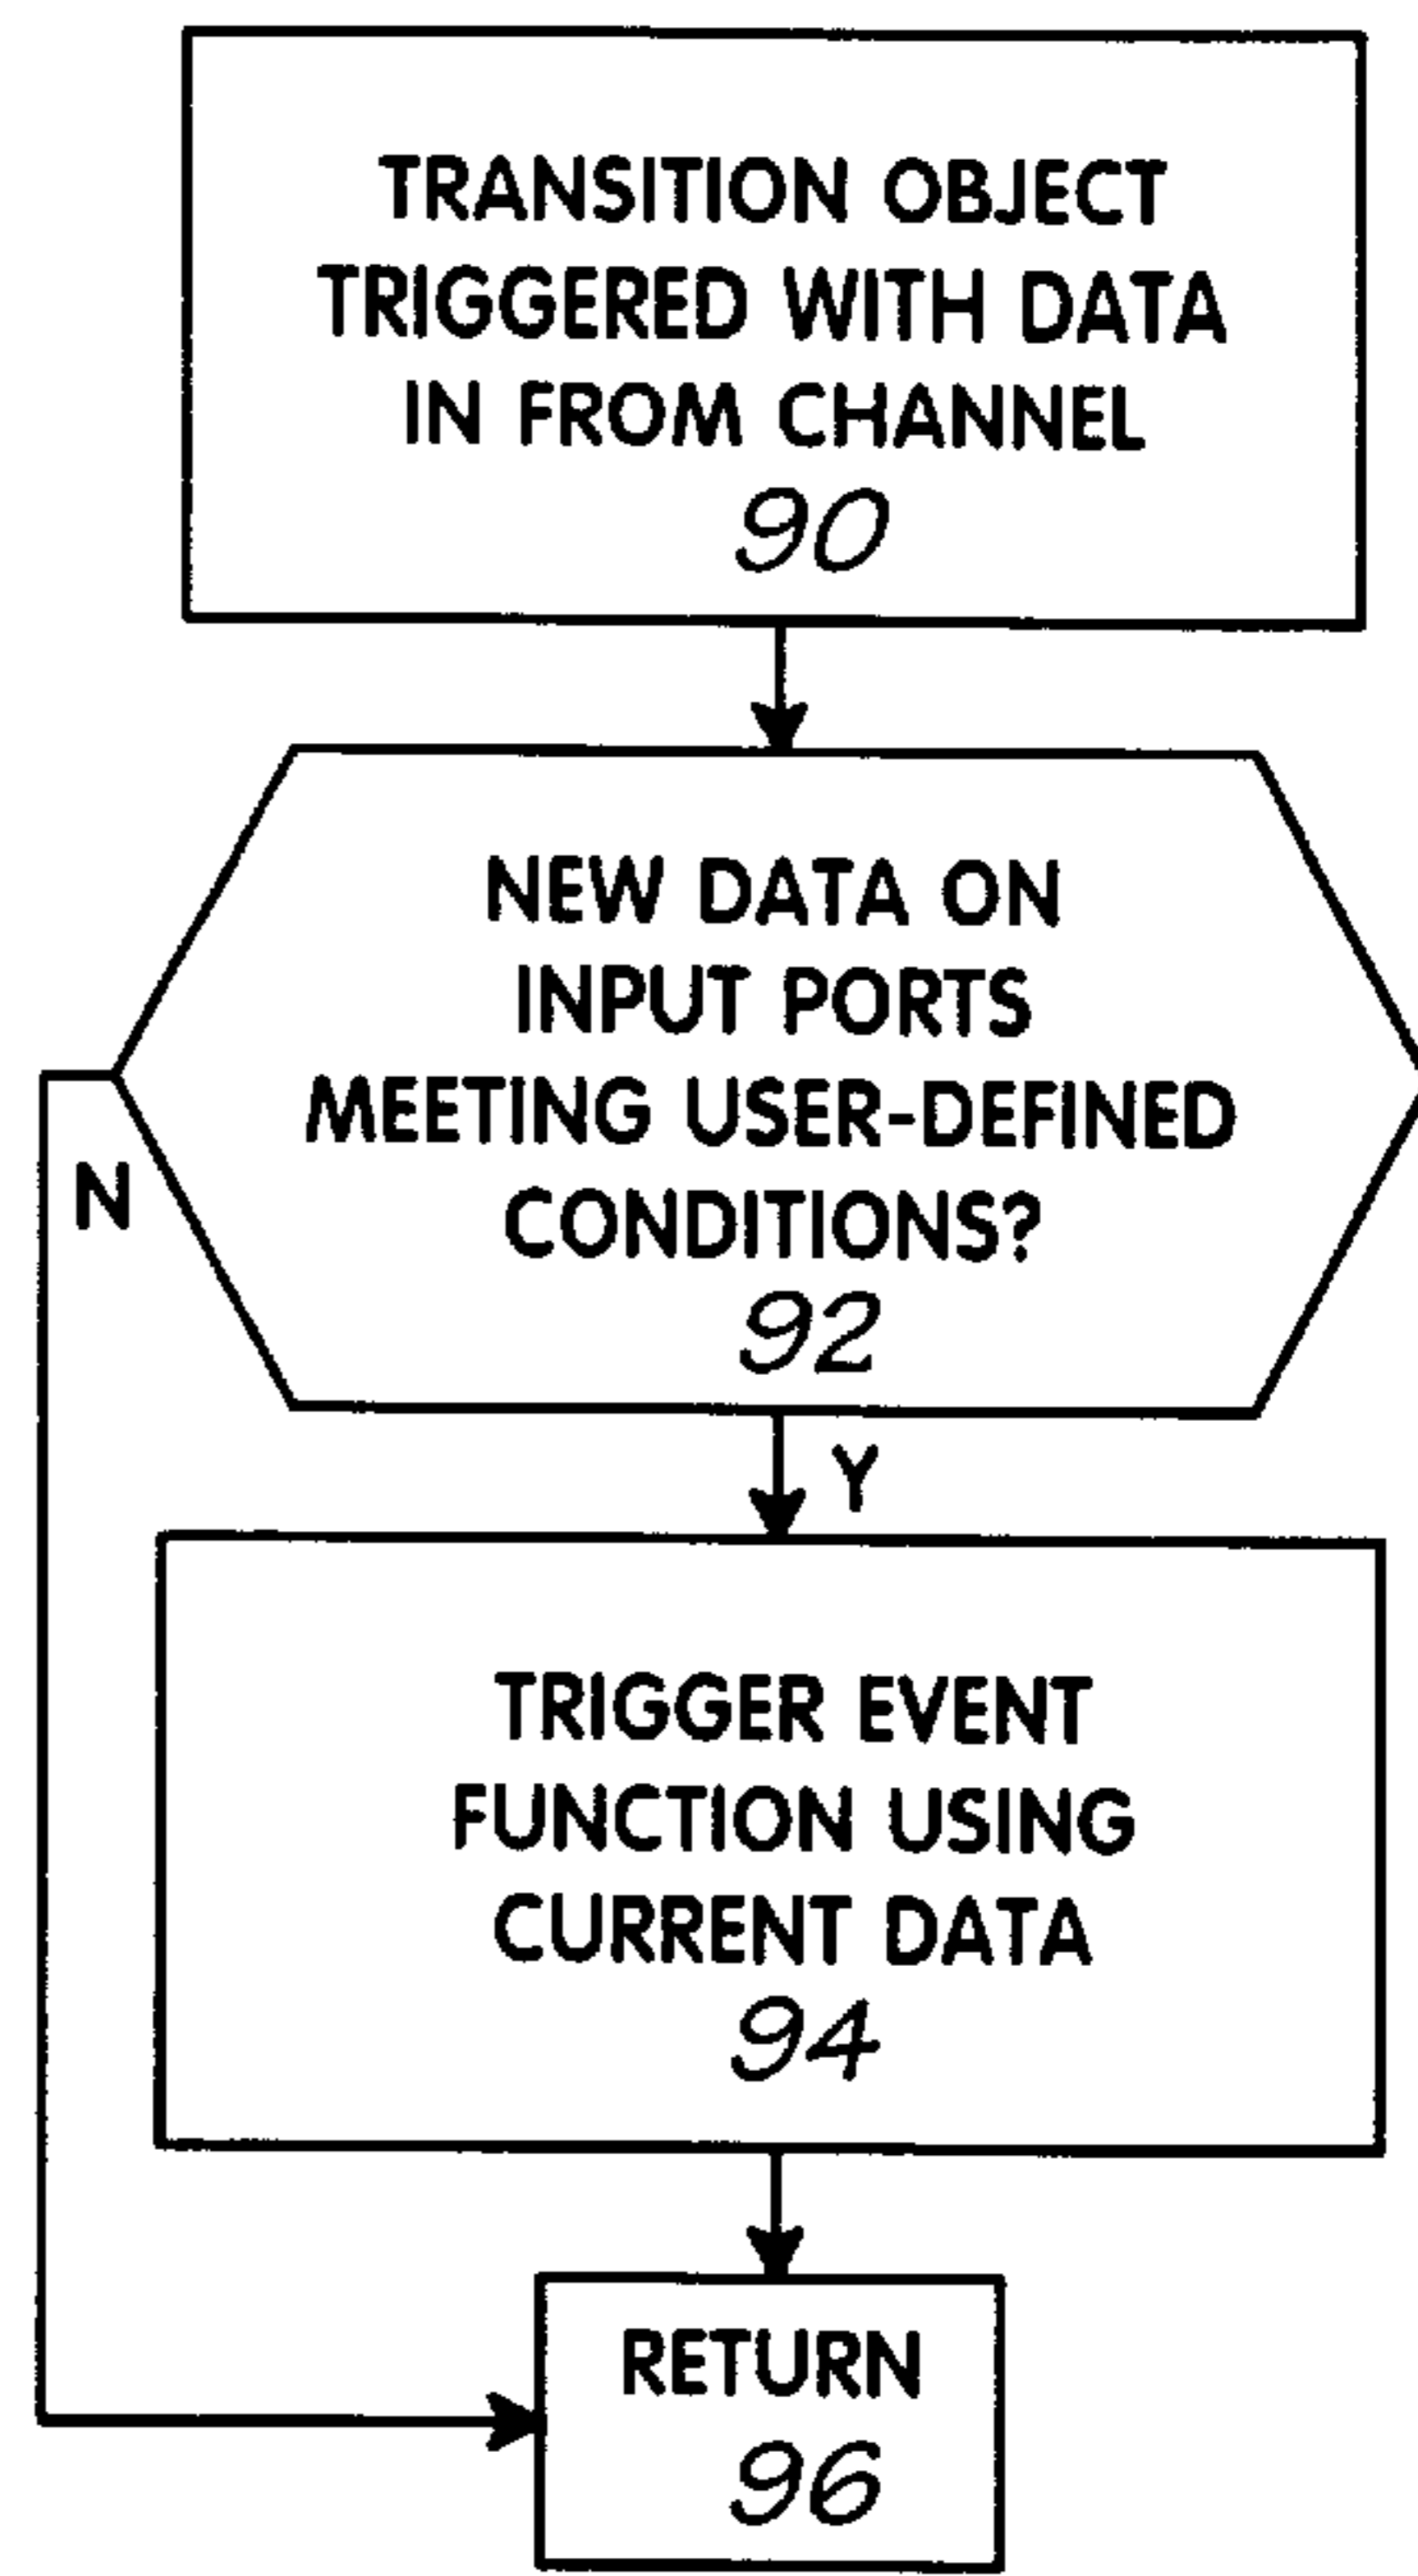 TRANSITION OBJECT
TRIGGERED WITH DATA
IN FROM CHANNEL
90
NEW DATA ON
INPUT PORTS
MEETING USER-DEFINED
CONDITIONS?
92
N
Y
TRIGGER EVENT
FUNCTION USING
CURRENT DATA
94
RETURN
96